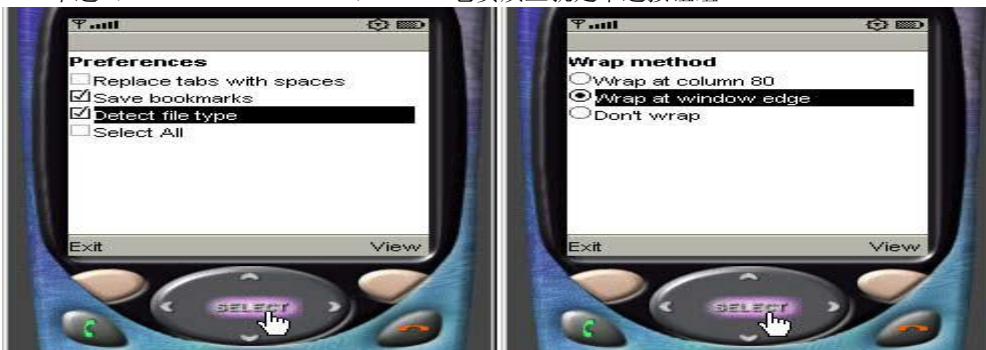 Preferences
Replace tabs with spaces
Save bookmarks
Detect file type
Select All
Exit View
SELECT
Wrap method
Wrap at column 80
Wrap at window edge
Don't wrap
Exit View
SELECT